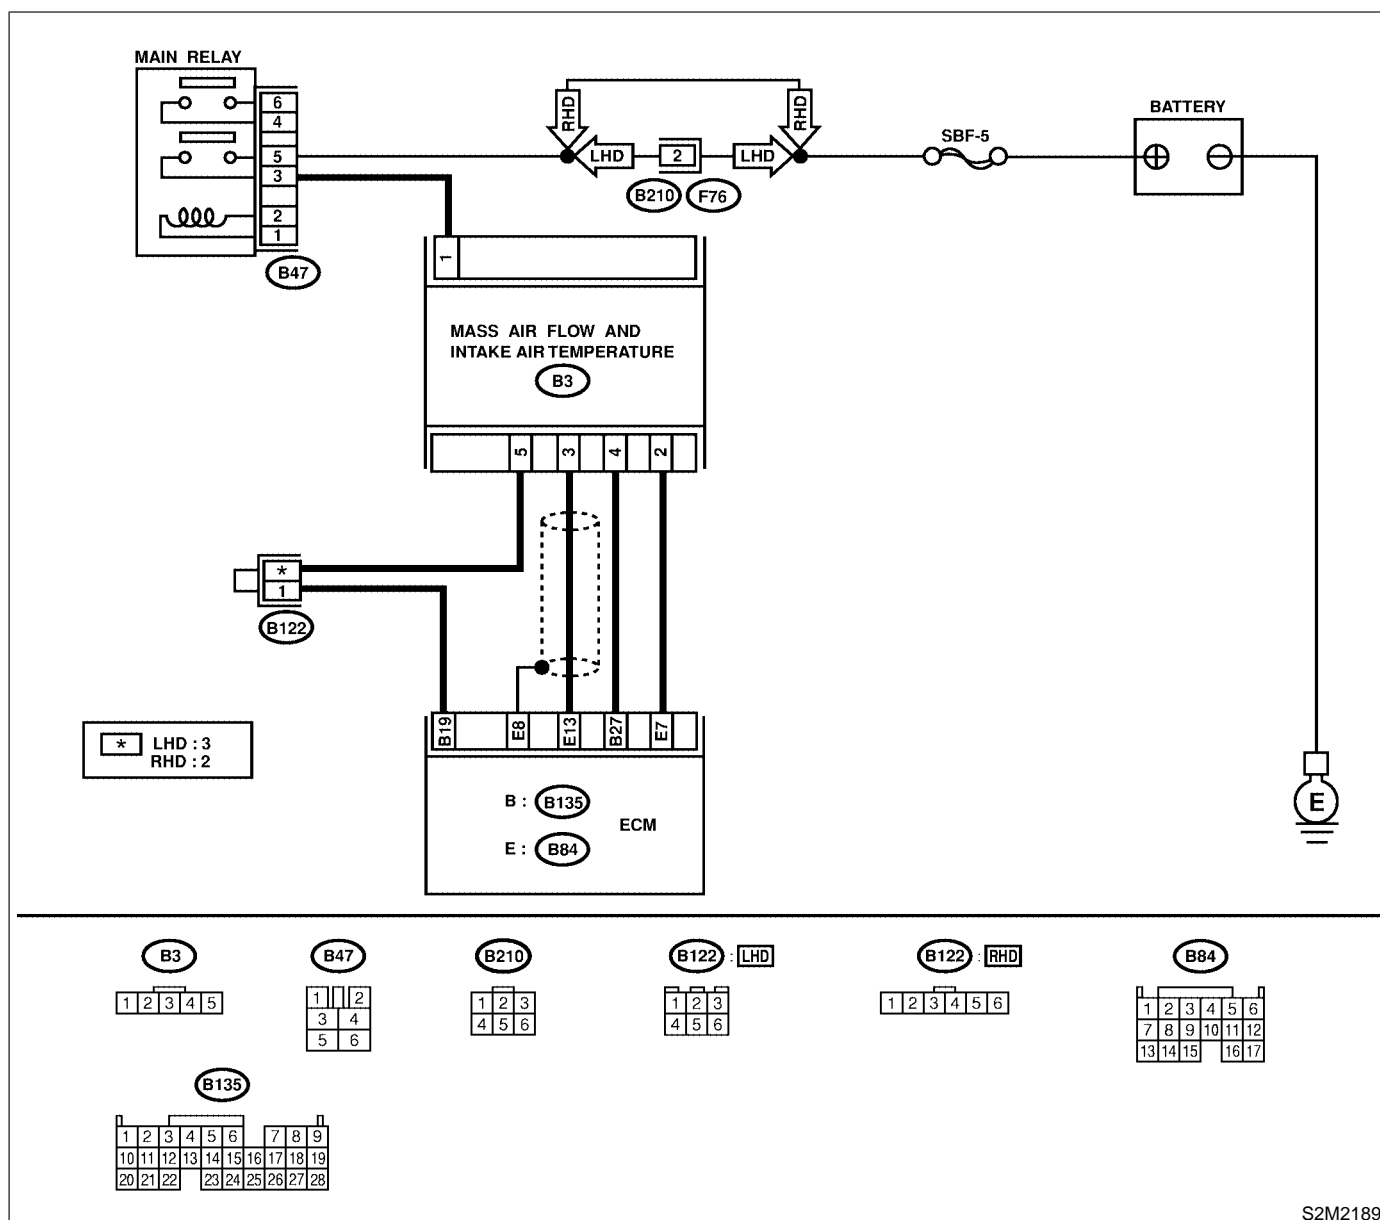 MAIN RELAY
6
4
5
3
2
1
B47
RHD
RHD
LHD
2
LHD
B210
F76
SBF-5
BATTERY
1
MASS AIR FLOW AND
INTAKE AIR TEMPERATURE
B3
5
3
4
2
*
1
B122
* LHD : 3
RHD : 2
B19
E8
E13
B27
E7
B : B135
ECM
E : B84
E
B3
1 2 3 4 5
B47
1 2
3 4
5 6
B210
1 2 3
4 5 6
B122 : LHD
1 2 3
4 5 6
B122 : RHD
1 2 3 4 5 6
B84
1 2 3 4 5 6
7 8 9 10 11 12
13 14 15 16 17
B135
1 2 3 4 5 6 7 8 9
10 11 12 13 14 15 16 17 18 19
20 21 22 23 24 25 26 27 28
S2M2189